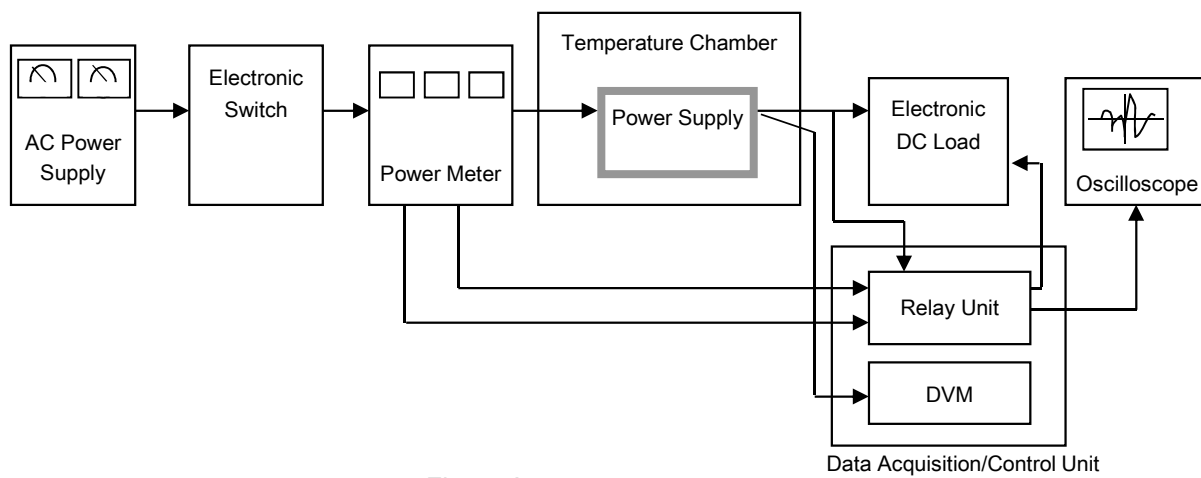 AC Power
Supply
Electronic
Switch
Power Meter
Temperature Chamber
Power Supply
Electronic
DC Load
Oscilloscope
Relay Unit
DVM
Data Acquisition/Control Unit